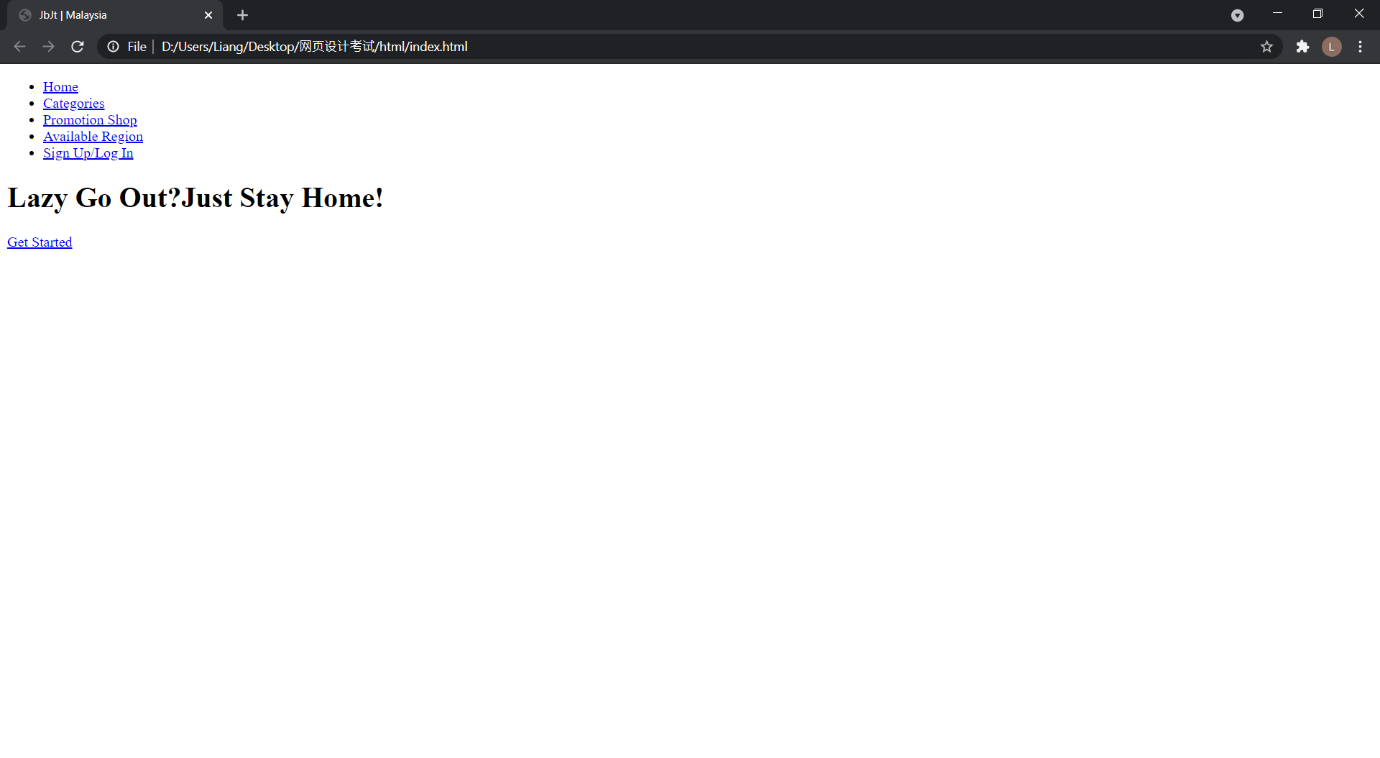 JbJt | Malaysia
File | D:/Users/Liang/Desktop/网页设计考试/html/index.html
L
Home
Categories
Promotion Shop
Available Region
Sign Up/Log In
Lazy Go Out?Just Stay Home!
Get Started